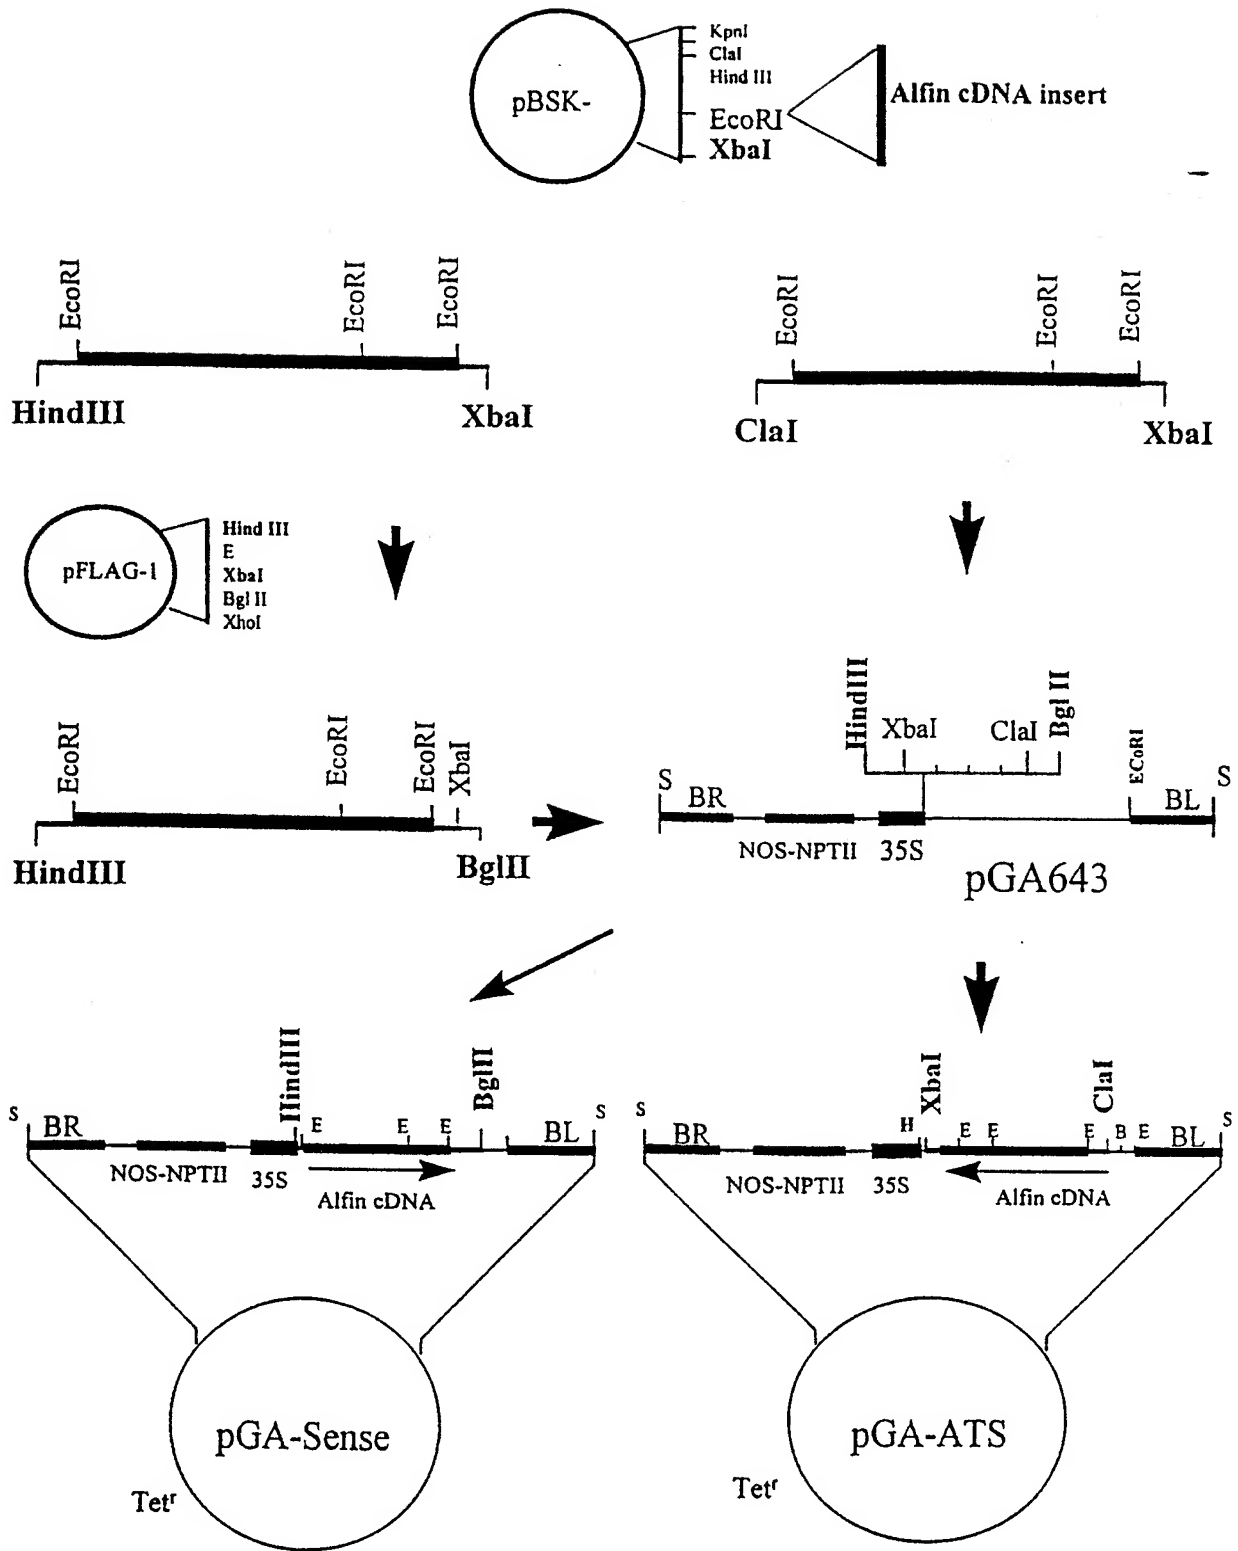 KpnI
ClaI
Hind III
EcoRI
XbaI
pBSK-
Alfin cDNA insert
EcoRI
EcoRI
EcoRI
HindIII
XbaI
EcoRI
EcoRI
EcoRI
ClaI
XbaI
pFLAG-1
Hind III
E
XbaI
Bgl II
XhoI
EcoRI
EcoRI
EcoRI
XbaI
HindIII
BglII
HindIII
XbaI
ClaI
Bgl II
ECoRI
S
BR
BL
S
NOS-NPTII
35S
pGA643
S
BR
HindIII
E
E
E
BglII
BL
S
NOS-NPTII
35S
Alfin cDNA
pGA-Sense
Tetʳ
S
BR
H
XbaI
E
E
E
ClaI
B
E
BL
S
NOS-NPTII
35S
Alfin cDNA
pGA-ATS
Tetʳ